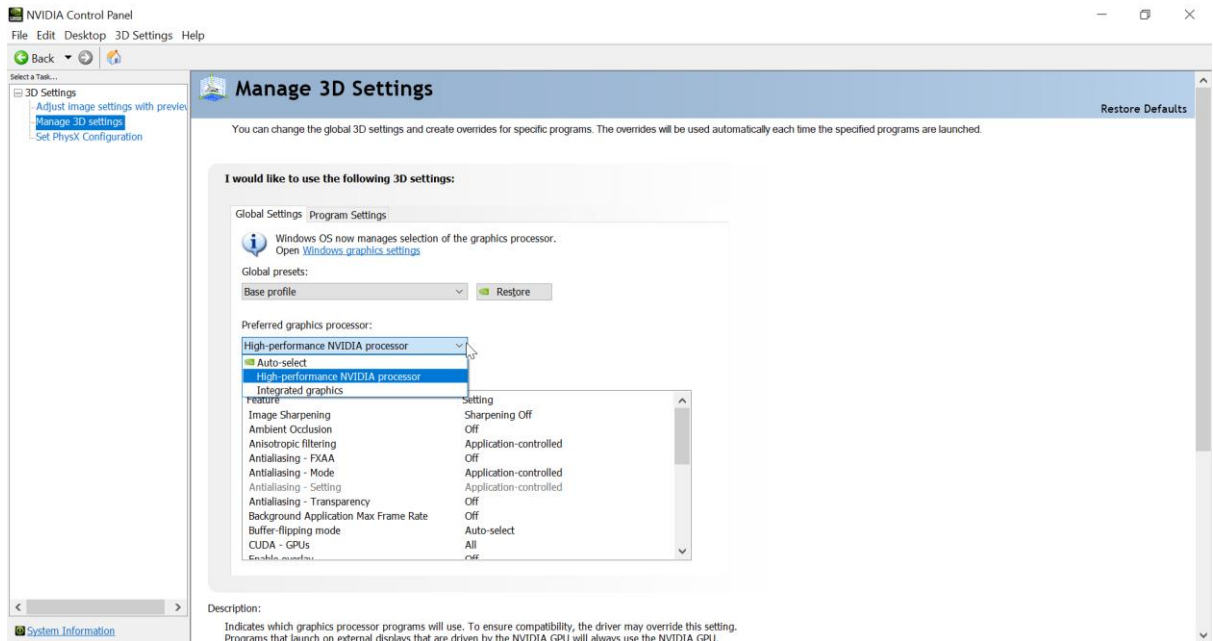 NVIDIA Control Panel
File Edit Desktop 3D Settings Help
Back
Select a Task...
3D Settings
Adjust image settings with preview
Manage 3D settings
Set PhysX Configuration
System Information
Manage 3D Settings
Restore Defaults
You can change the global 3D settings and create overrides for specific programs. The overrides will be used automatically each time the specified programs are launched.
I would like to use the following 3D settings:
Global Settings Program Settings
Windows OS now manages selection of the graphics processor.
Open Windows graphics settings
Global presets:
Base profile Restore
Preferred graphics processor:
High-performance NVIDIA processor
Auto-select
High-performance NVIDIA processor
Integrated graphics
Feature Setting
Image Sharpening Sharpening Off
Ambient Occlusion Off
Anisotropic filtering Application-controlled
Antialiasing - FXAA Off
Antialiasing - Mode Application-controlled
Antialiasing - Setting Application-controlled
Antialiasing - Transparency Off
Background Application Max Frame Rate Off
Buffer-flipping mode Auto-select
CUDA - GPUs All
Enable overlay Off
Description:
Indicates which graphics processor programs will use. To ensure compatibility, the driver may override this setting.
Programs that launch on external displays that are driven by the NVIDIA GPU will always use the NVIDIA GPU.